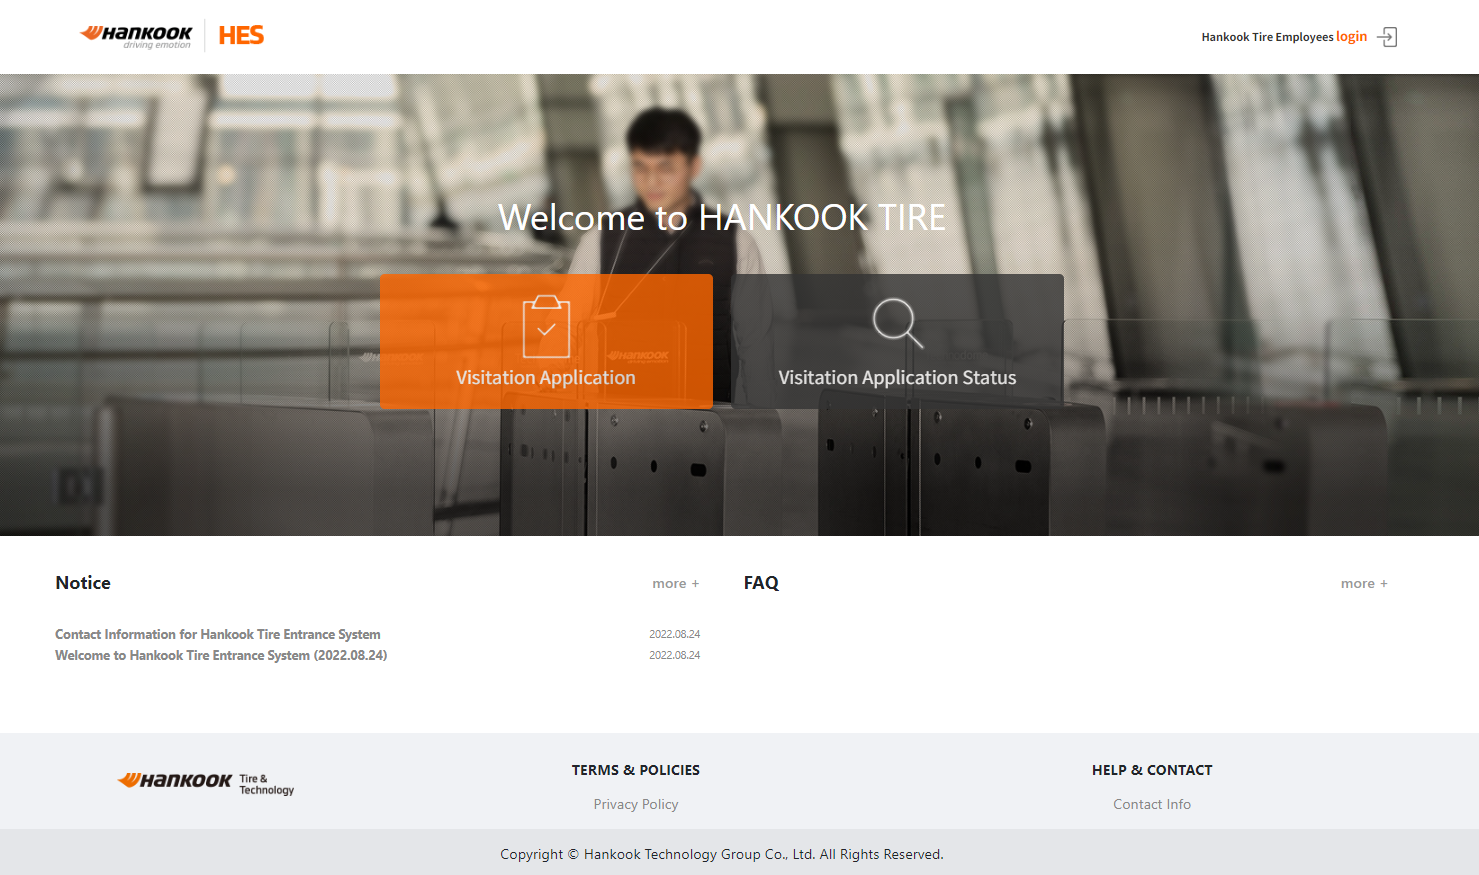 HANKOOK
driving emotion
HES
Hankook Tire Employees login
Welcome to HANKOOK TIRE
HANKOOK
Visitation Application
Visitation Application Status
Notice
more +
Contact Information for Hankook Tire Entrance System
2022.08.24
Welcome to Hankook Tire Entrance System (2022.08.24)
2022.08.24
FAQ
more +
HANKOOK Tire &
Technology
TERMS & POLICIES
Privacy Policy
HELP & CONTACT
Contact Info
Copyright © Hankook Technology Group Co., Ltd. All Rights Reserved.